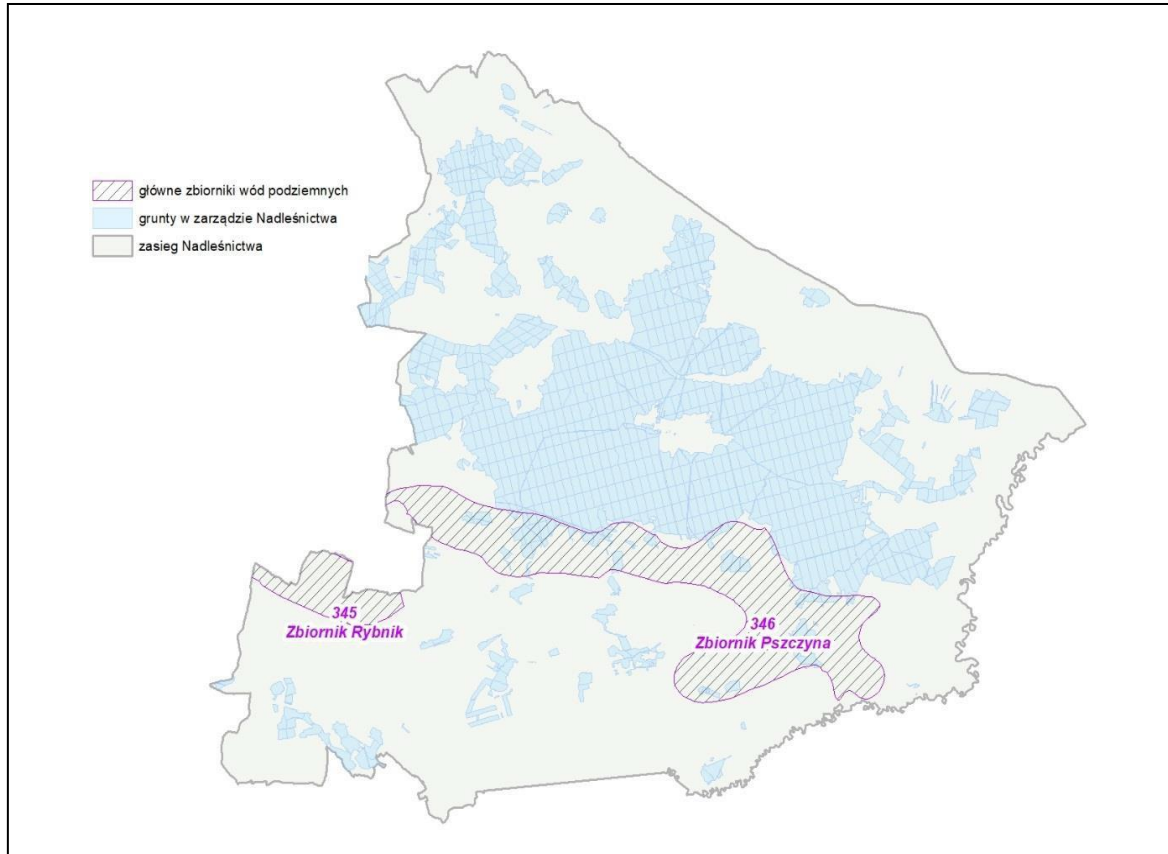 główne zbiorniki wód podziemnych
grunty w zarządzie Nadleśnictwa
zasieg Nadleśnictwa
345
Zbiornik Rybnik
346
Zbiornik Pszczyna